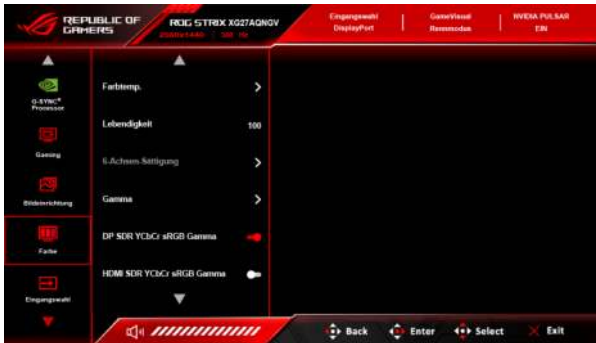 REPUBLIC OF
GAMERS
ROG STRIX XG27AQNGV
2560x1440
Hz
Eingangswahl
DisplayPort
GameVisual
Rennmodus
NVIDIA PULSAR
EIN
G-SYNC®
Processor
Gaming
Bildeinrichtung
Farbe
Eingangswahl
Farbtemp.
Lebendigkeit
100
6-Achsen-Sättigung
Gamma
DP SDR YCbCr sRGB Gamma
HDMI SDR YCbCr sRGB Gamma
Back
Enter
Select
Exit